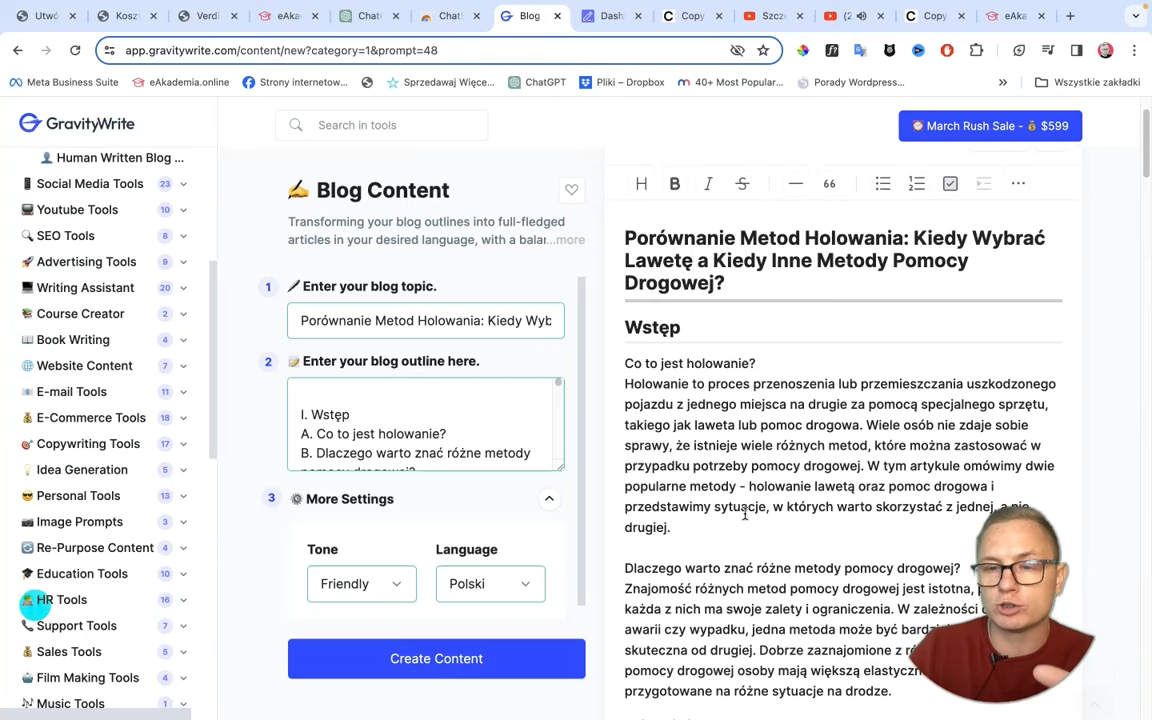 Utwó
Kosz
Verdi
eAka
Chat(
ChatS
Blog
Dash
Copy
Szcze
(2
Copy
eAka
app.gravitywrite.com/content/new?category=1&prompt=48
Meta Business Suite
eAkademia.online
Strony internetow...
Sprzedawaj Więce...
ChatGPT
Pliki – Dropbox
40+ Most Popular...
Porady Wordpress...
Wszystkie zakładki
GravityWrite
Search in tools
March Rush Sale - 💰 $599
Human Written Blog ...
Social Media Tools 23
Youtube Tools 10
SEO Tools 8
Advertising Tools 9
Writing Assistant 20
Course Creator 2
Book Writing 4
Website Content 7
E-mail Tools 11
E-Commerce Tools 18
Copywriting Tools 17
Idea Generation 5
Personal Tools 13
Image Prompts 3
Re-Purpose Content 4
Education Tools 10
HR Tools 16
Support Tools 7
Sales Tools 5
Film Making Tools 4
Music Tools 1
✍️ Blog Content
Transforming your blog outlines into full-fledged
articles in your desired language, with a balar...more
1 Enter your blog topic.
Porównanie Metod Holowania: Kiedy Wyb
2 Enter your blog outline here.
I. Wstęp
A. Co to jest holowanie?
B. Dlaczego warto znać różne metody
pomocy drogowej?
3 More Settings
Tone
Language
Friendly
Polski
Create Content
H B I S — 66
Porównanie Metod Holowania: Kiedy Wybrać
Lawetę a Kiedy Inne Metody Pomocy
Drogowej?
Wstęp
Co to jest holowanie?
Holowanie to proces przenoszenia lub przemieszczania uszkodzonego
pojazdu z jednego miejsca na drugie za pomocą specjalnego sprzętu,
takiego jak laweta lub pomoc drogowa. Wiele osób nie zdaje sobie
sprawy, że istnieje wiele różnych metod, które można zastosować w
przypadku potrzeby pomocy drogowej. W tym artykule omówimy dwie
popularne metody - holowanie lawetą oraz pomoc drogowa i
przedstawimy sytuacje, w których warto skorzystać z jednej, a nie
drugiej.
Dlaczego warto znać różne metody pomocy drogowej?
Znajomość różnych metod pomocy drogowej jest istotna,
każda z nich ma swoje zalety i ograniczenia. W zależności
awarii czy wypadku, jedna metoda może być bardzi
skuteczna od drugiej. Dobrze zaznajomione z
pomocy drogowej osoby mają większą elastyczn
przygotowane na różne sytuacje na drodze.